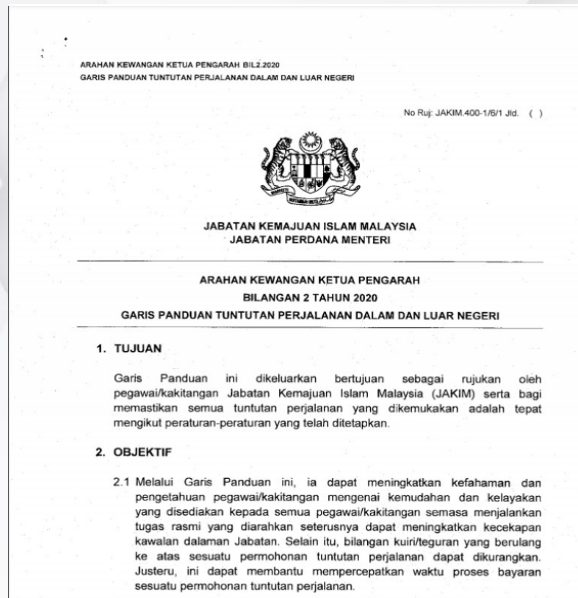 ARAHAN KEWANGAN KETUA PENGARAH BIL2.2020
GARIS PANDUAN TUNTUTAN PERJALANAN DALAM DAN LUAR NEGERI
No Ruj: JAKIM.400-1/6/1 Jld. ( )
JABATAN KEMAJUAN ISLAM MALAYSIA
JABATAN PERDANA MENTERI
ARAHAN KEWANGAN KETUA PENGARAH
BILANGAN 2 TAHUN 2020
GARIS PANDUAN TUNTUTAN PERJALANAN DALAM DAN LUAR NEGERI
1. TUJUAN
Garis Panduan ini dikeluarkan bertujuan sebagai rujukan oleh
pegawai/kakitangan Jabatan Kemajuan Islam Malaysia (JAKIM) serta bagi
memastikan semua tuntutan perjalanan yang dikemukakan adalah tepat
mengikut peraturan-peraturan yang telah ditetapkan.
2. OBJEKTIF
2.1 Melalui Garis Panduan ini, ia dapat meningkatkan kefahaman dan
pengetahuan pegawai/kakitangan mengenai kemudahan dan kelayakan
yang disediakan kepada semua pegawai/kakitangan semasa menjalankan
tugas rasmi yang diarahkan seterusnya dapat meningkatkan kecekapan
kawalan dalaman Jabatan. Selain itu, bilangan kuiri/teguran yang berulang
ke atas sesuatu permohonan tuntutan perjalanan dapat dikurangkan.
Justeru, ini dapat membantu mempercepatkan waktu proses bayaran
sesuatu permohonan tuntutan perjalanan.